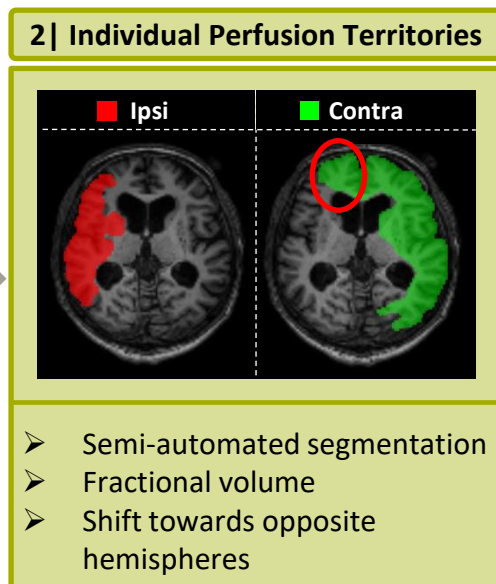 2| Individual Perfusion Territories
Ipsi
Contra
➢ Semi-automated segmentation
➢ Fractional volume
➢ Shift towards opposite
hemispheres